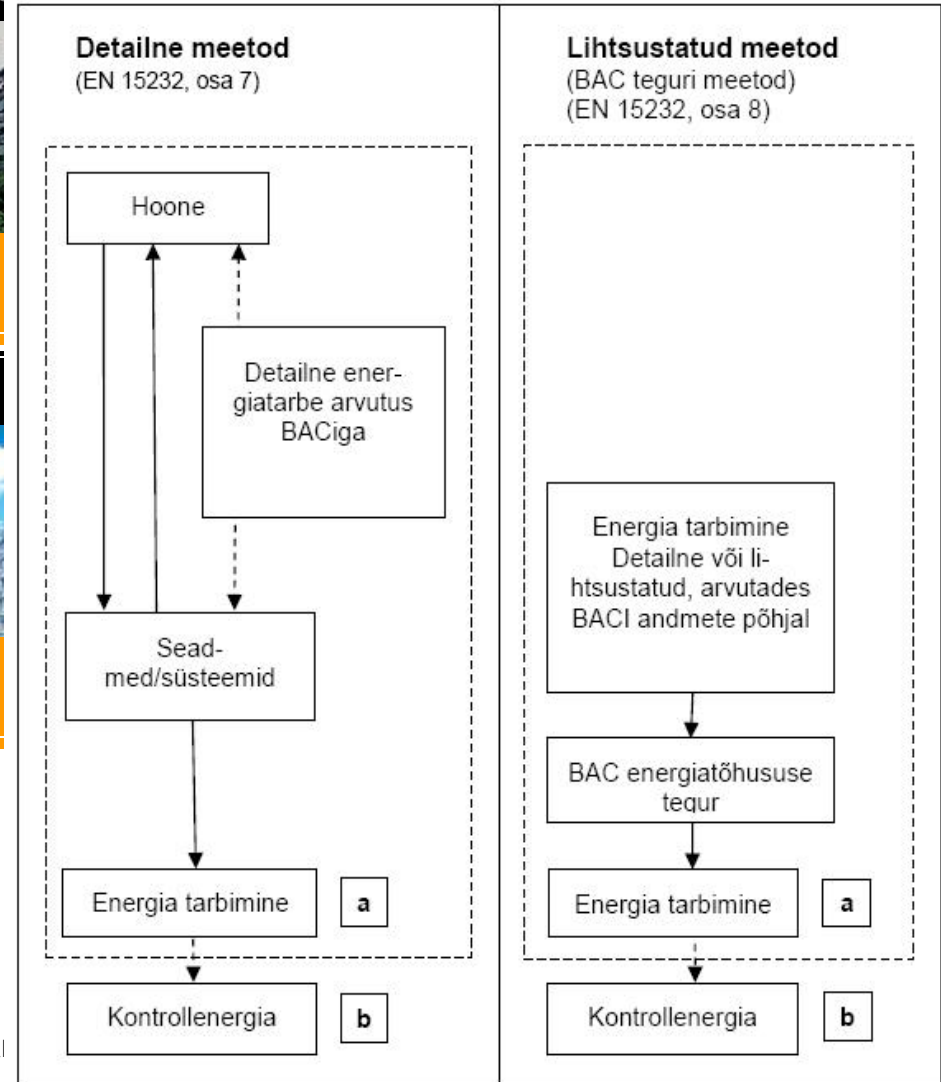 Detailne meetod
(EN 15232, osa 7)
Hoone
Detailne ener-
giatarbe arvutus
BACiga
Sead-
med/süsteemid
Energia tarbimine
a
Kontrollenergia
b
Lihtsustatud meetod
(BAC teguri meetod)
(EN 15232, osa 8)
Energia tarbimine
Detailne või li-
htsustatud, arvutades
BACI andmete põhjal
BAC energiatõhususe
tegur
Energia tarbimine
a
Kontrollenergia
b